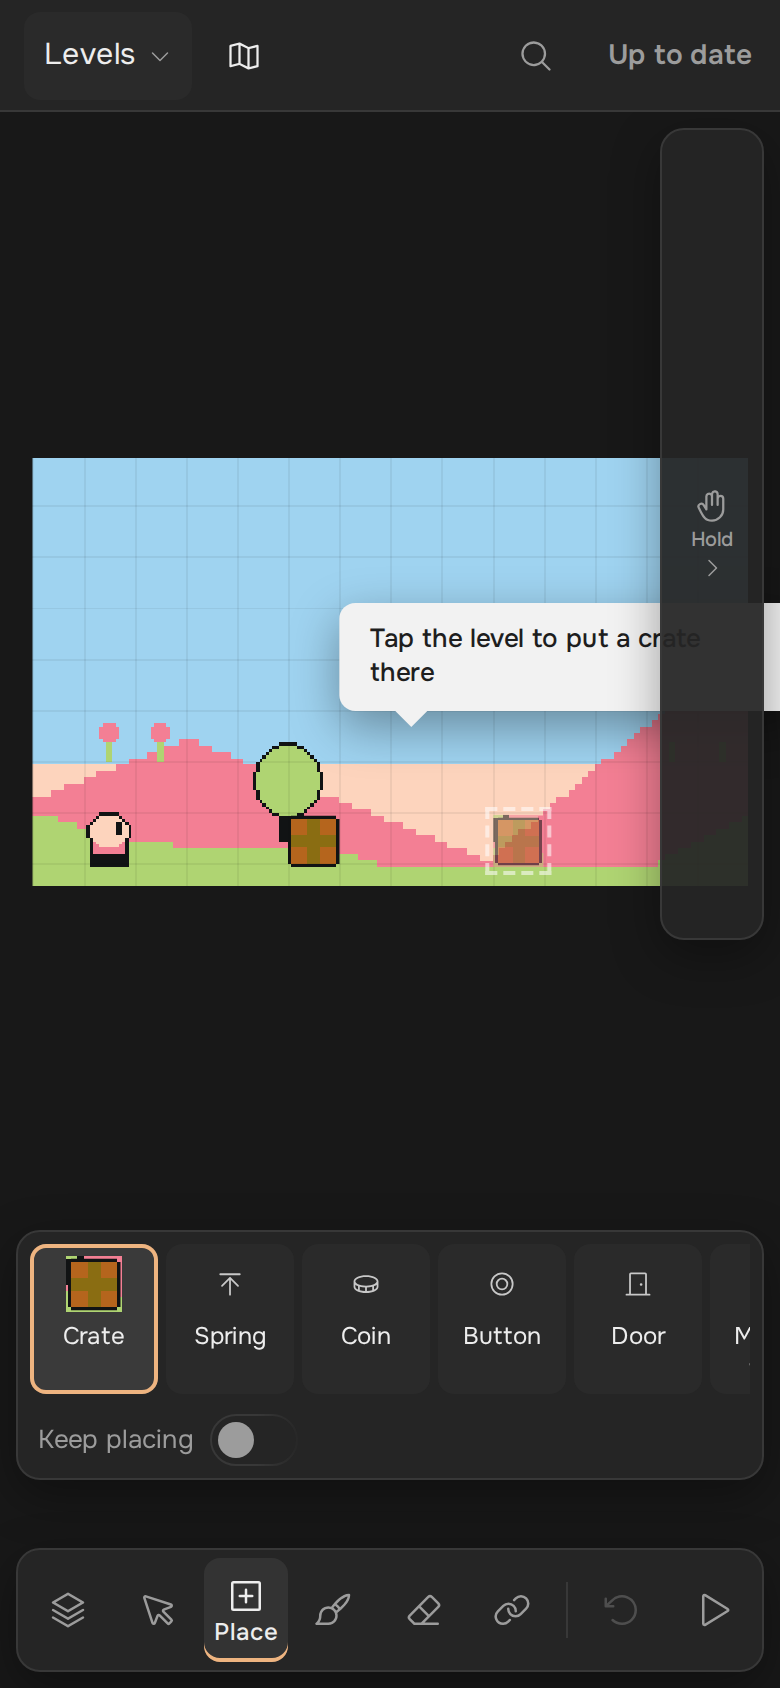 Levels
Up to date
Hold
Tap the level to put a crate
there
Crate
Spring
Coin
Button
Door
M
Keep placing
Place